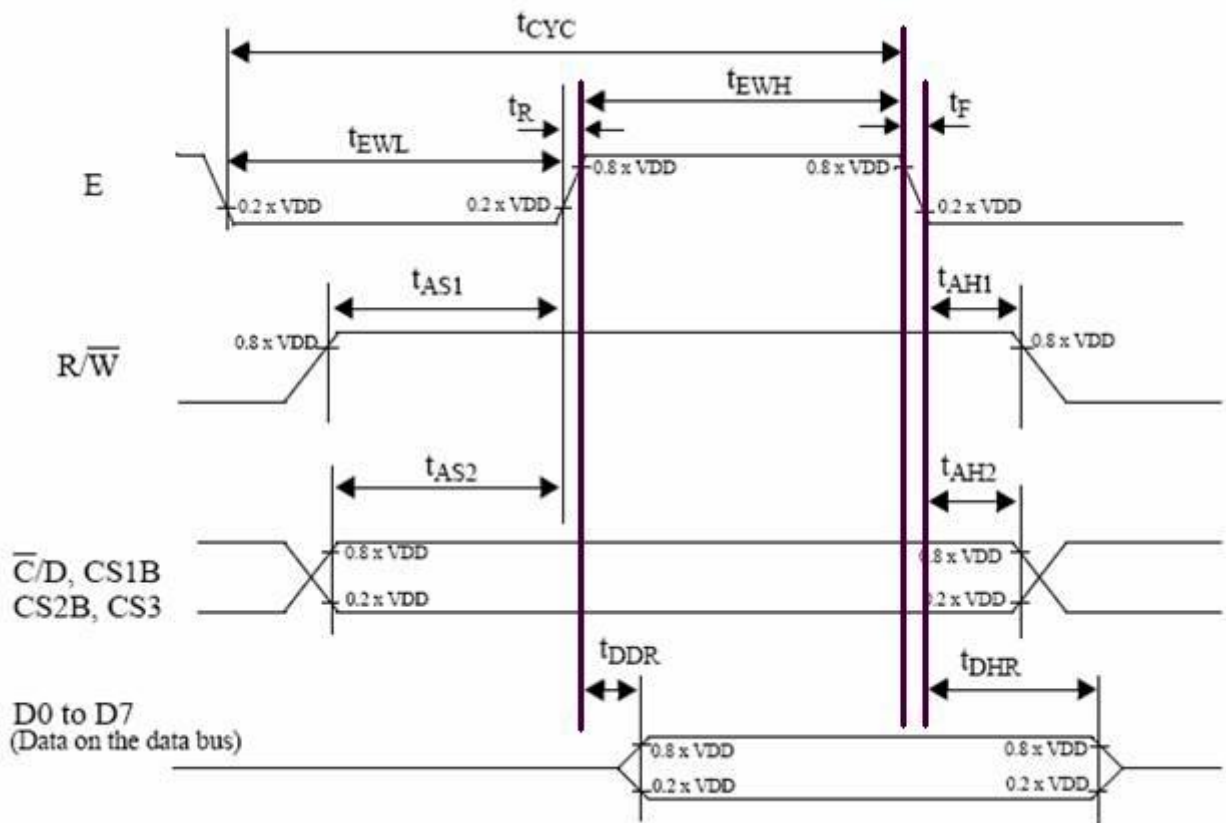 tCYC
tEWH
tR
tF
tEWL
E
0.8 x VDD
0.8 x VDD
0.2 x VDD
0.2 x VDD
0.2 x VDD
tAS1
tAH1
R/W̅
0.8 x VDD
0.8 x VDD
tAS2
tAH2
C̅/D, CS1B
CS2B, CS3
0.8 x VDD
0.8 x VDD
0.2 x VDD
0.2 x VDD
tDDR
tDHR
D0 to D7
(Data on the data bus)
0.8 x VDD
0.8 x VDD
0.2 x VDD
0.2 x VDD